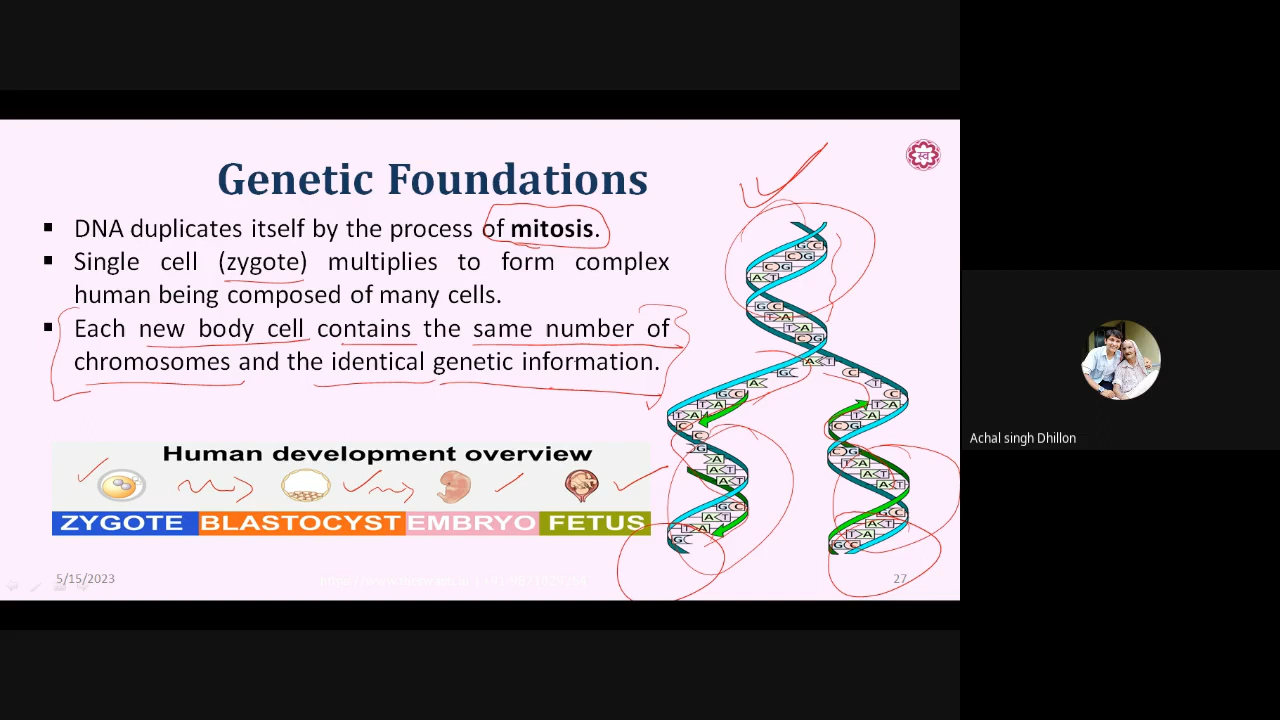 Genetic Foundations
स्व
▪ DNA duplicates itself by the process of mitosis.
▪ Single cell (zygote) multiplies to form complex
human being composed of many cells.
▪ Each new body cell contains the same number of
chromosomes and the identical genetic information.
Human development overview
ZYGOTE BLASTOCYST EMBRYO FETUS
5/15/2023
27
Achal singh Dhillon